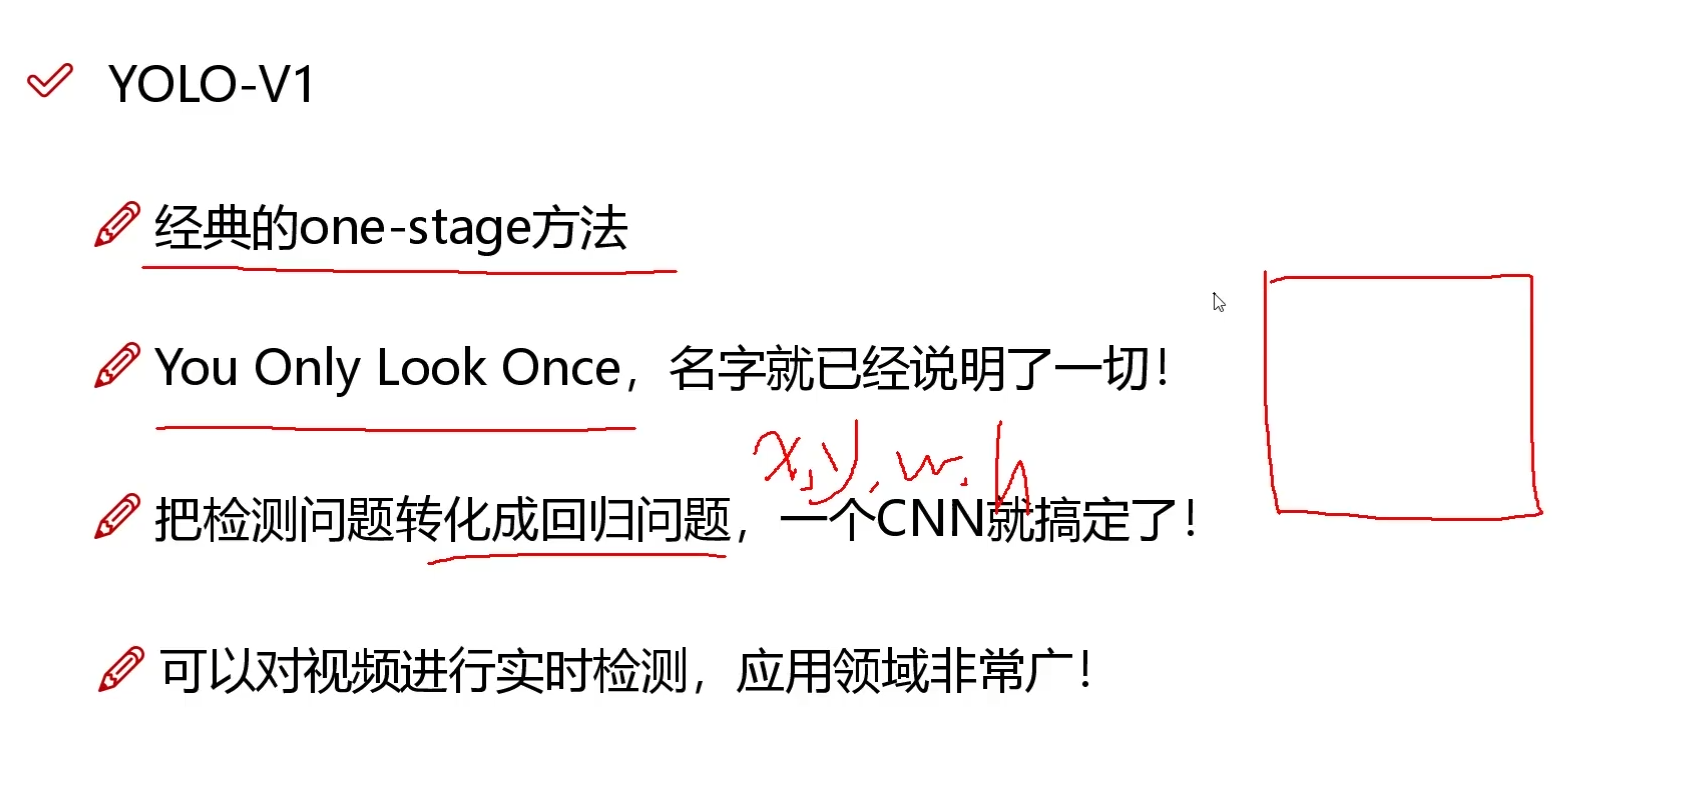 YOLO-V1
经典的one-stage方法
You Only Look Once，名字就已经说明了一切！
x,y,w,h
把检测问题转化成回归问题，一个CNN就搞定了！
可以对视频进行实时检测，应用领域非常广！